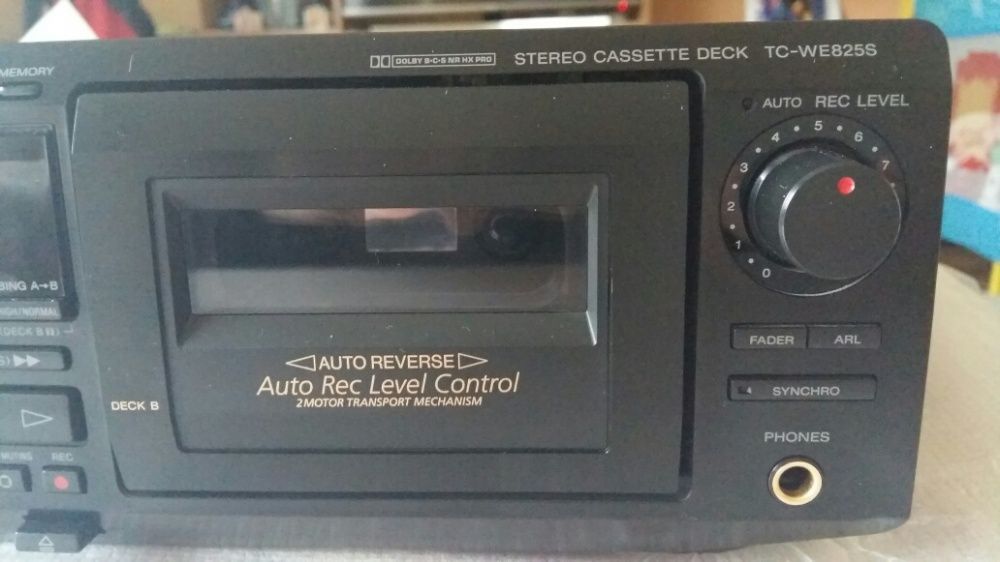 MEMORY
DOLBY B-C-S NR HX PRO
STEREO CASSETTE DECK TC-WE825S
AUTO REC LEVEL
0 1 2 3 4 5 6 7
BING A→B
HIGH/NORMAL
(DECK B
S)
MUTING REC
DECK B
AUTO REVERSE
Auto Rec Level Control
2 MOTOR TRANSPORT MECHANISM
FADER ARL
SYNCHRO
PHONES